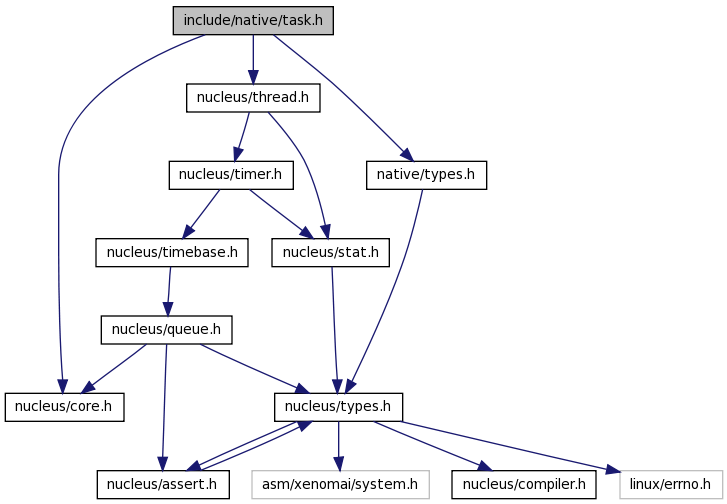 include/native/task.h
nucleus/thread.h
nucleus/timer.h
native/types.h
nucleus/timebase.h
nucleus/stat.h
nucleus/queue.h
nucleus/core.h
nucleus/types.h
nucleus/assert.h
asm/xenomai/system.h
nucleus/compiler.h
linux/errno.h